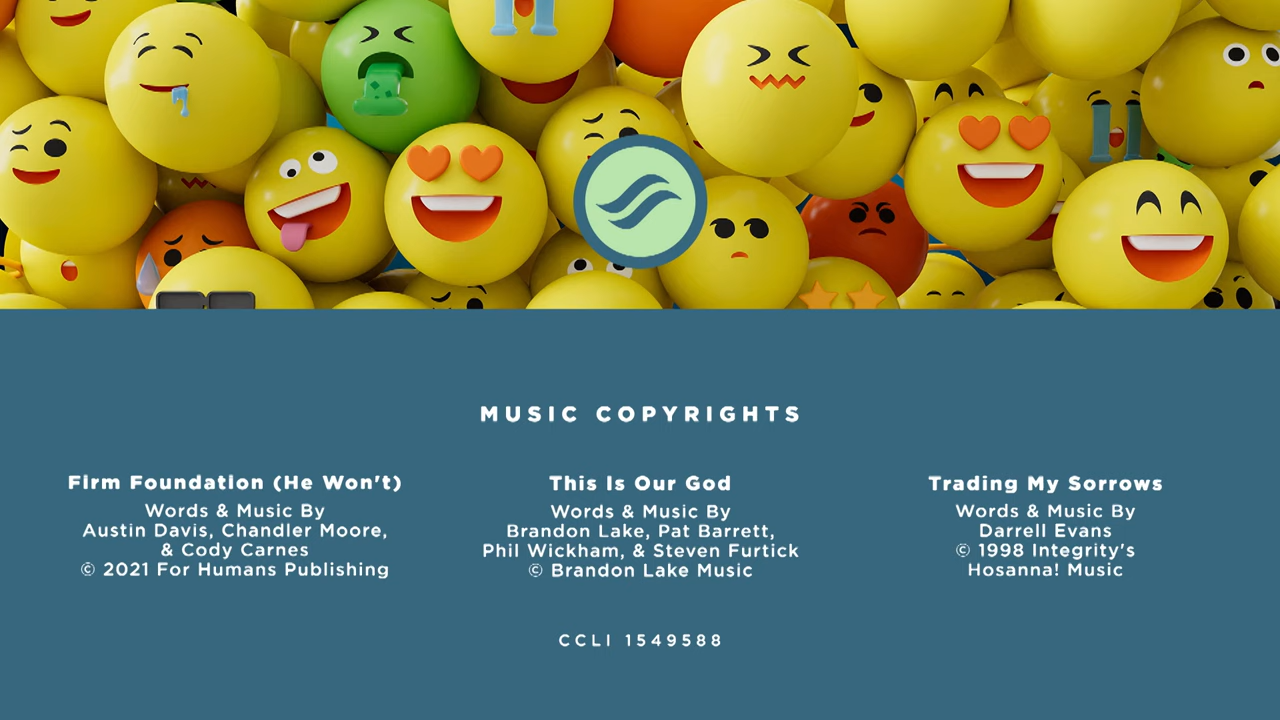 MUSIC COPYRIGHTS
Firm Foundation (He Won't)
Words & Music By
Austin Davis, Chandler Moore,
& Cody Carnes
© 2021 For Humans Publishing
This Is Our God
Words & Music By
Brandon Lake, Pat Barrett,
Phil Wickham, & Steven Furtick
© Brandon Lake Music
Trading My Sorrows
Words & Music By
Darrell Evans
© 1998 Integrity's
Hosanna! Music
CCLI 1549588